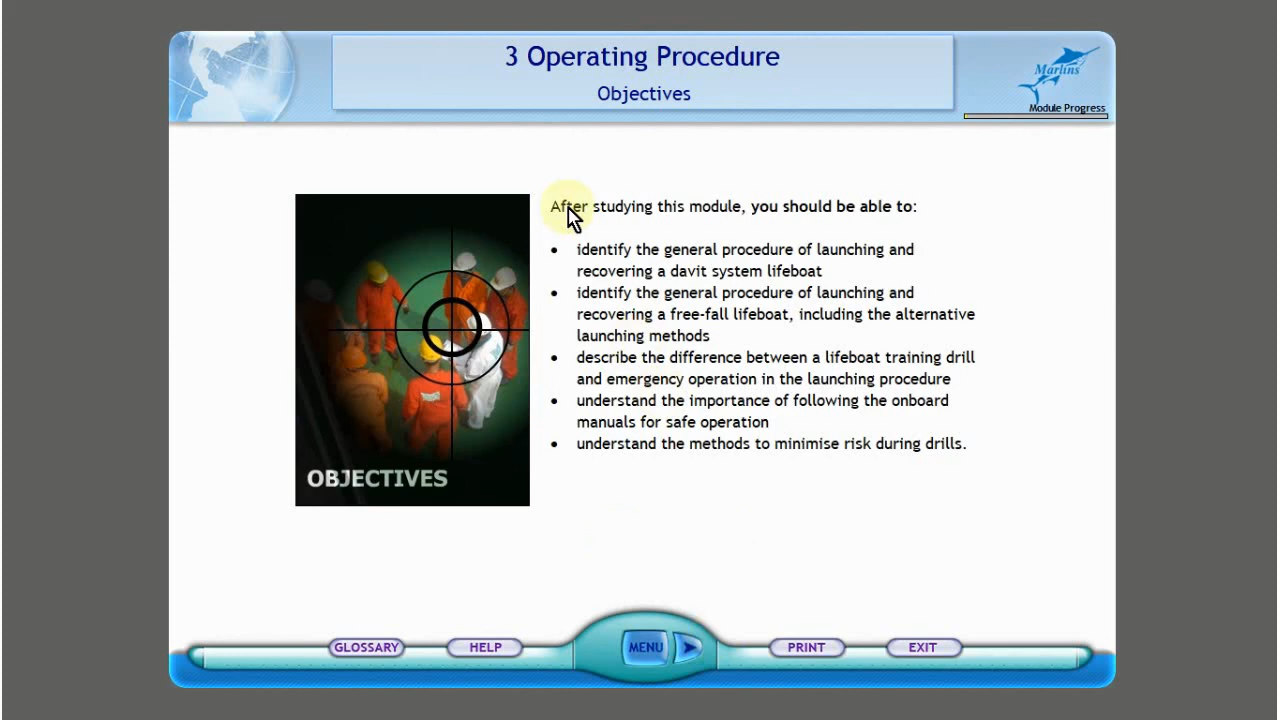 3 Operating Procedure
Objectives
Marlins
Module Progress
After studying this module, you should be able to:
• identify the general procedure of launching and
recovering a davit system lifeboat
• identify the general procedure of launching and
recovering a free-fall lifeboat, including the alternative
launching methods
• describe the difference between a lifeboat training drill
and emergency operation in the launching procedure
• understand the importance of following the onboard
manuals for safe operation
• understand the methods to minimise risk during drills.
OBJECTIVES
GLOSSARY
HELP
MENU
PRINT
EXIT